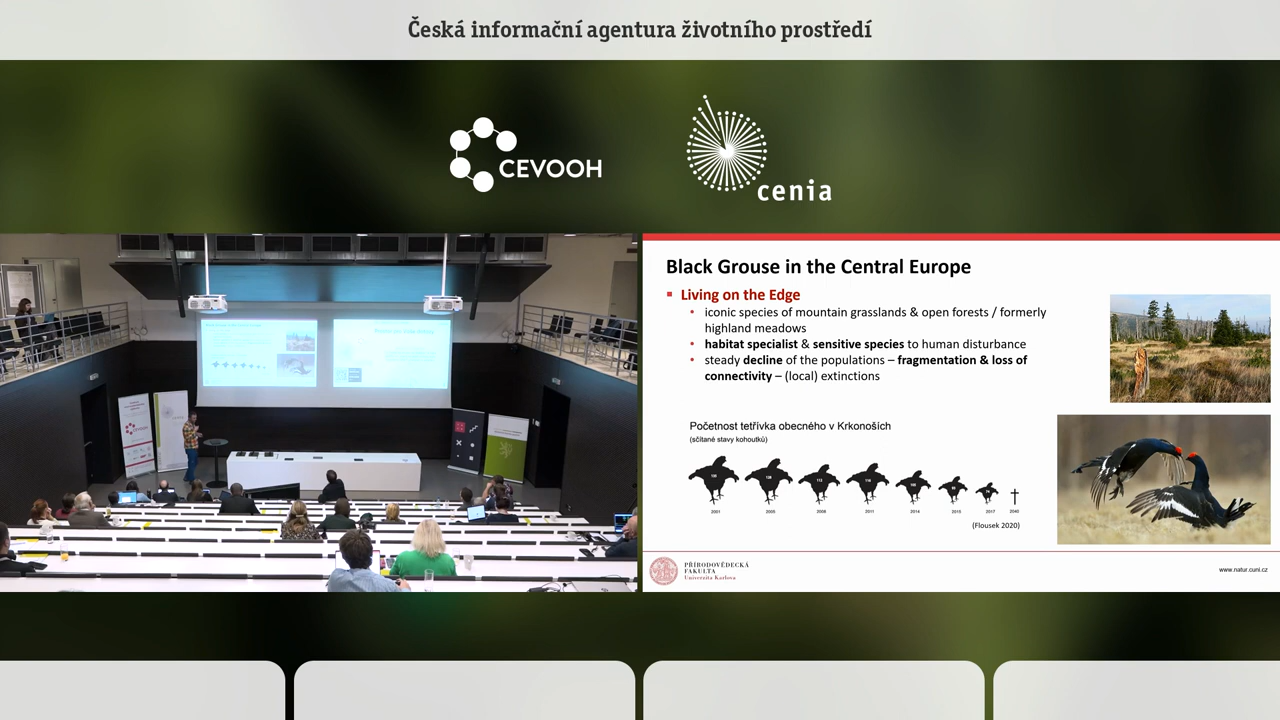 Česká informační agentura životního prostředí
CEVOOH
cenia
Black Grouse in the Central Europe
Living on the Edge
iconic species of mountain grasslands & open forests / formerly
highland meadows
habitat specialist & sensitive species to human disturbance
steady decline of the populations – fragmentation & loss of
connectivity – (local) extinctions
Početnost tetřívka obecného v Krkonoších
(sčítané stavy kohoutků)
2001 2005 2008 2011 2014 2015 2017 2040
(Flousek 2020)
PŘÍRODOVĚDECKÁ
FAKULTA
Univerzita Karlova
www.natur.cuni.cz